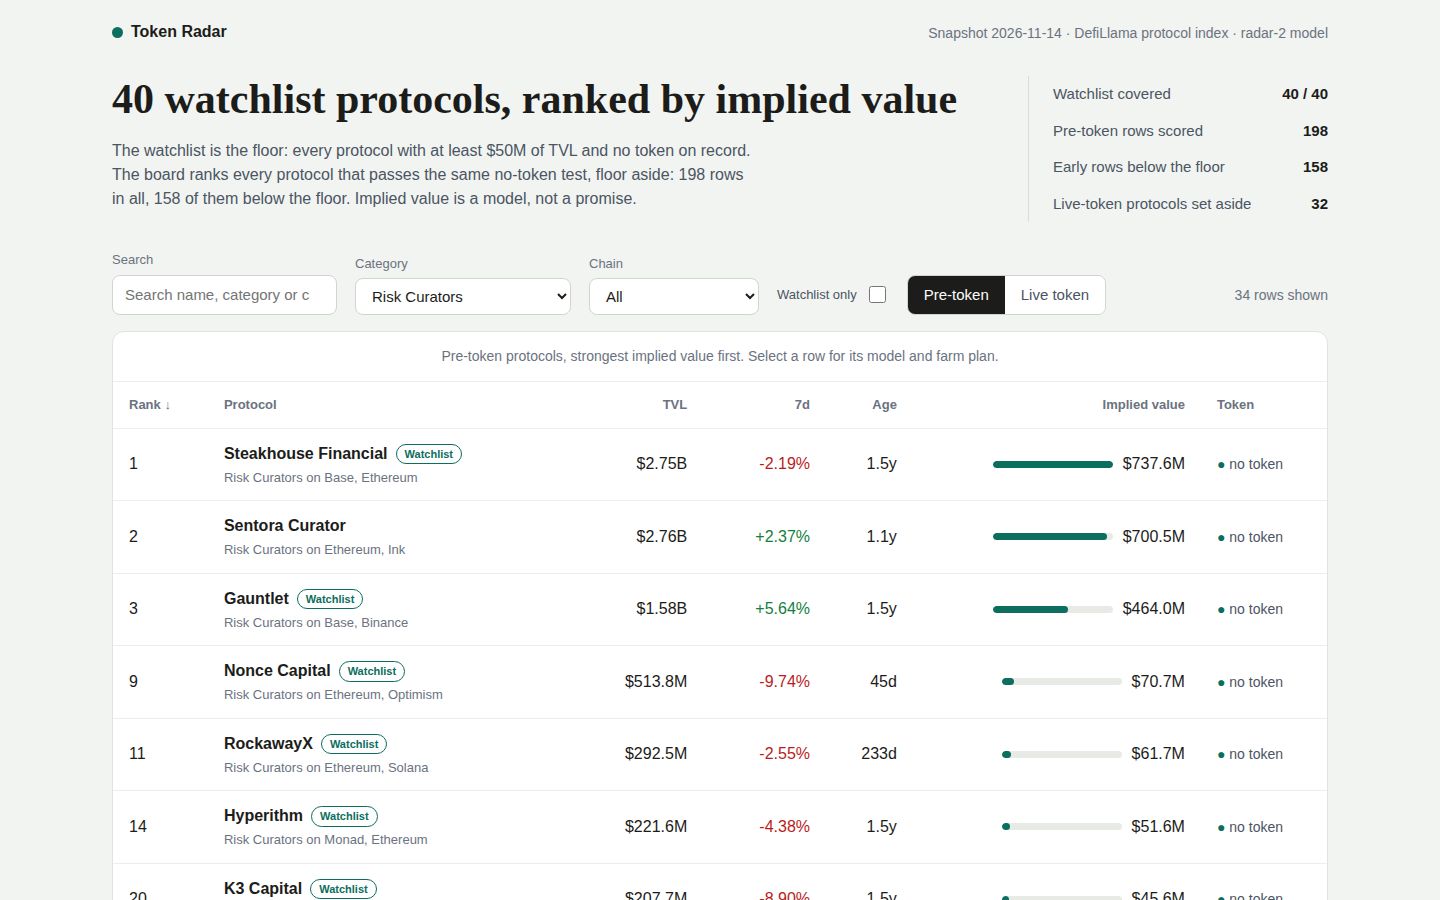 Token Radar
Snapshot 2026-11-14 · DefiLlama protocol index · radar-2 model
40 watchlist protocols, ranked by implied value
The watchlist is the floor: every protocol with at least $50M of TVL and no token on record.
The board ranks every protocol that passes the same no-token test, floor aside: 198 rows
in all, 158 of them below the floor. Implied value is a model, not a promise.
Watchlist covered 40 / 40
Pre-token rows scored 198
Early rows below the floor 158
Live-token protocols set aside 32
Search
Category
Chain
Search name, category or c
Risk Curators
All
Watchlist only
Pre-token
Live token
34 rows shown
Pre-token protocols, strongest implied value first. Select a row for its model and farm plan.
Rank ↓ Protocol TVL 7d Age Implied value Token
1 Steakhouse Financial Watchlist $2.75B -2.19% 1.5y $737.6M no token
Risk Curators on Base, Ethereum
2 Sentora Curator $2.76B +2.37% 1.1y $700.5M no token
Risk Curators on Ethereum, Ink
3 Gauntlet Watchlist $1.58B +5.64% 1.5y $464.0M no token
Risk Curators on Base, Binance
9 Nonce Capital Watchlist $513.8M -9.74% 45d $70.7M no token
Risk Curators on Ethereum, Optimism
11 RockawayX Watchlist $292.5M -2.55% 233d $61.7M no token
Risk Curators on Ethereum, Solana
14 Hyperithm Watchlist $221.6M -4.38% 1.5y $51.6M no token
Risk Curators on Monad, Ethereum
20 K3 Capital Watchlist $207.7M -8.90% 1.5y $45.6M no token